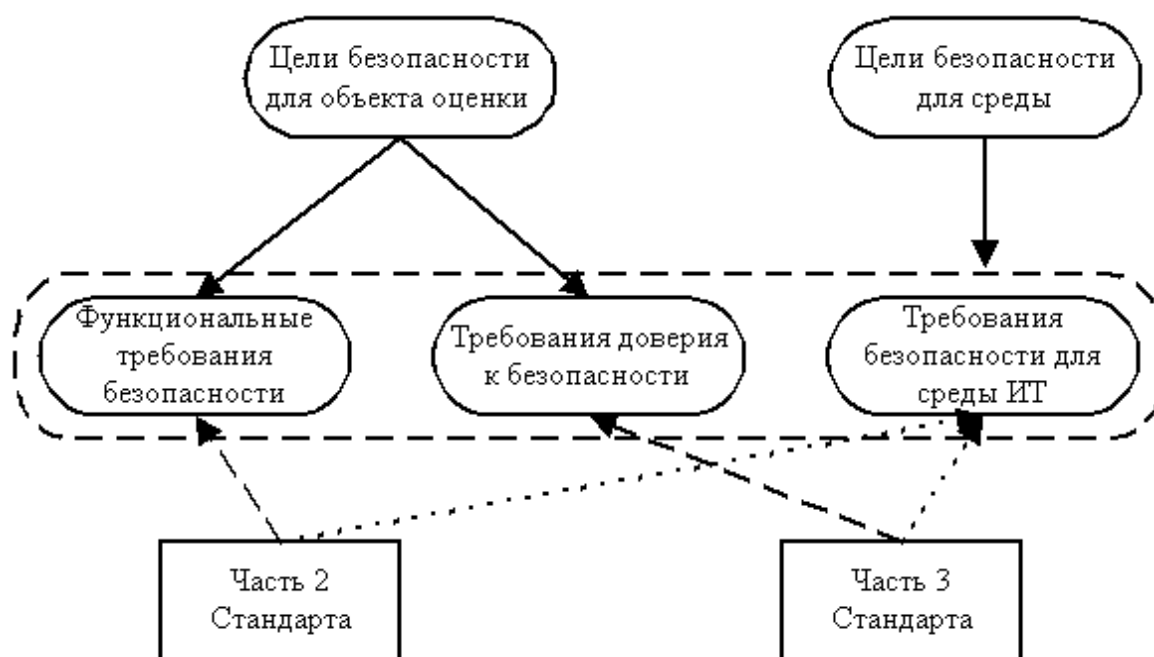 Цели безопасности
для объекта оценки
Цели безопасности
для среды
Функциональные
требования
безопасности
Требования доверия
к безопасности
Требования
безопасности для
среды ИТ
Часть 2
Стандарта
Часть 3
Стандарта